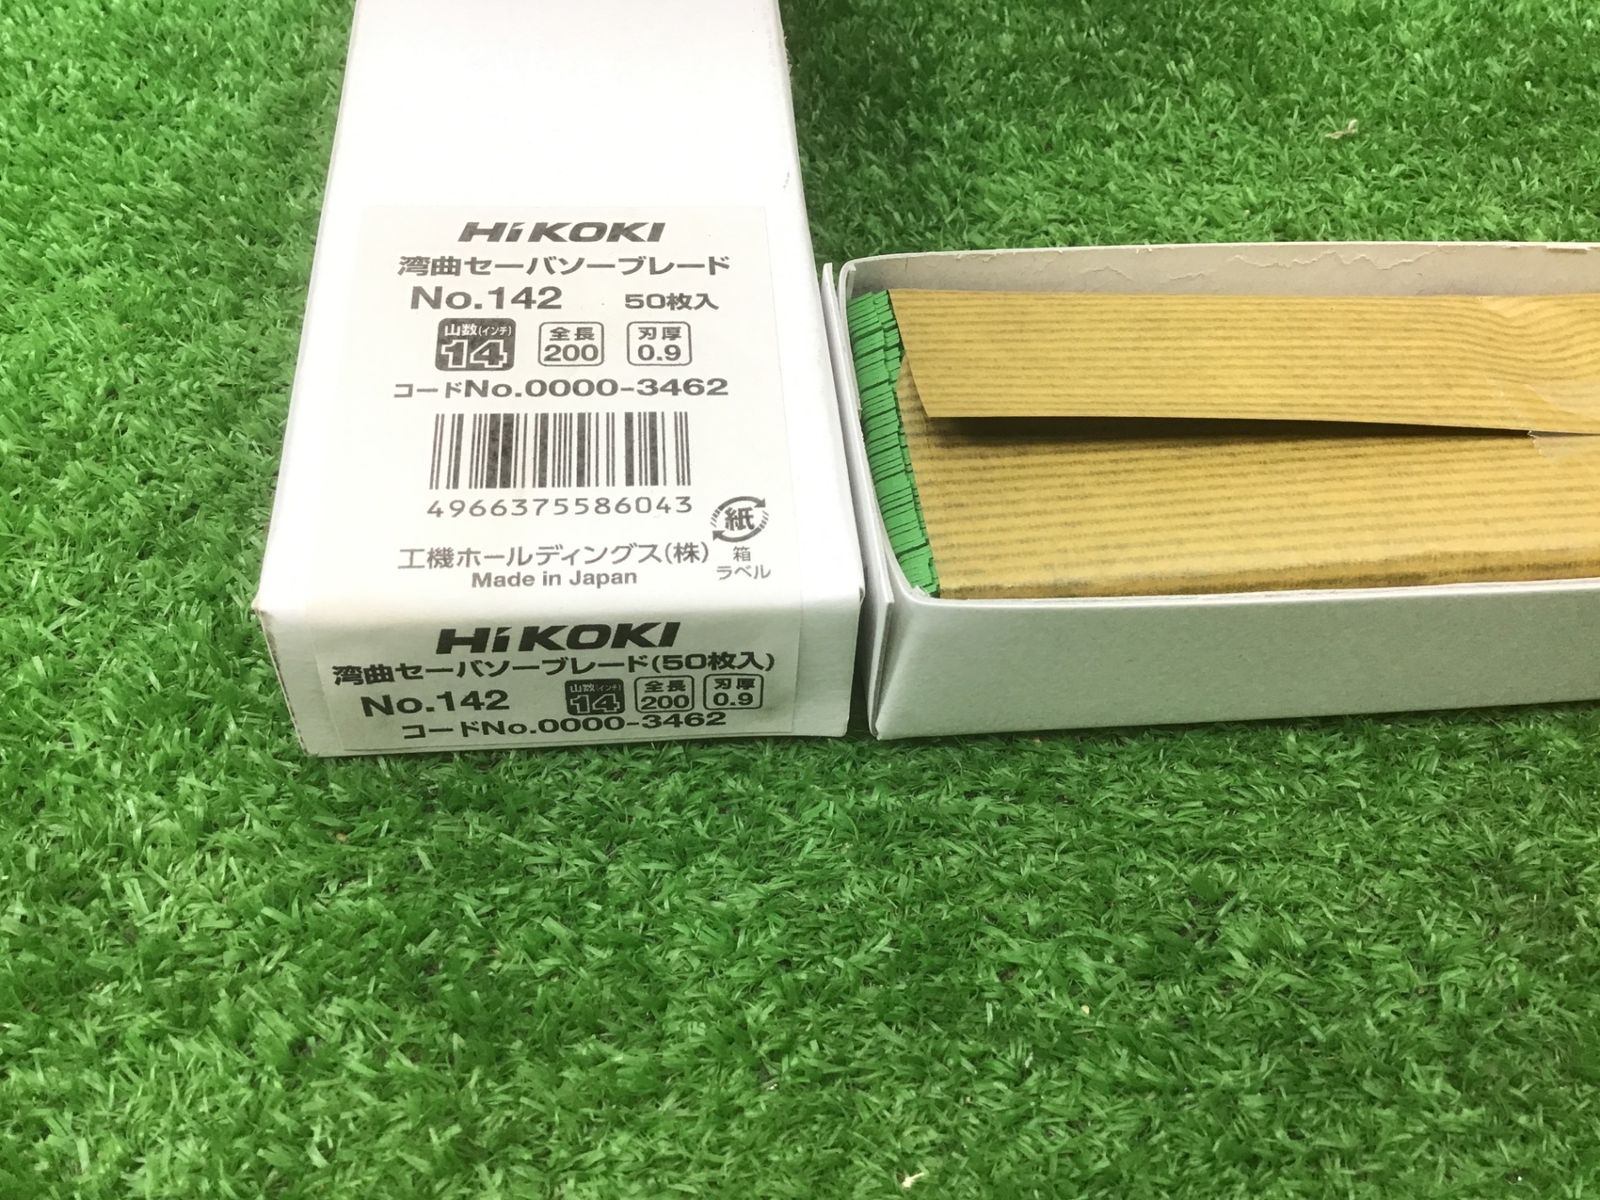 HiKOKI
湾曲セーバソーブレード
No.142 50枚入
山数(インチ) 14 全長 200 刃厚 0.9
コードNo.0000-3462
4966375586043
紙
箱
ラベル
工機ホールディングス(株)
Made in Japan
HiKOKI
湾曲セーバソーブレード(50枚入)
No.142 山数(インチ) 14 全長 200 刃厚 0.9
コードNo.0000-3462